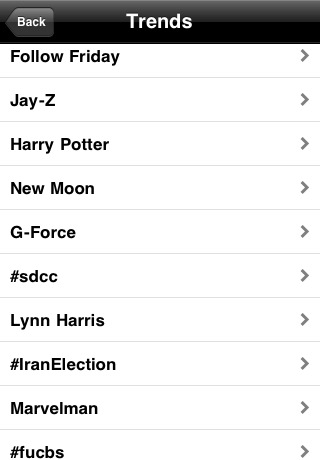 Back
Trends
Follow Friday
Jay-Z
Harry Potter
New Moon
G-Force
#sdcc
Lynn Harris
#IranElection
Marvelman
#fucbs